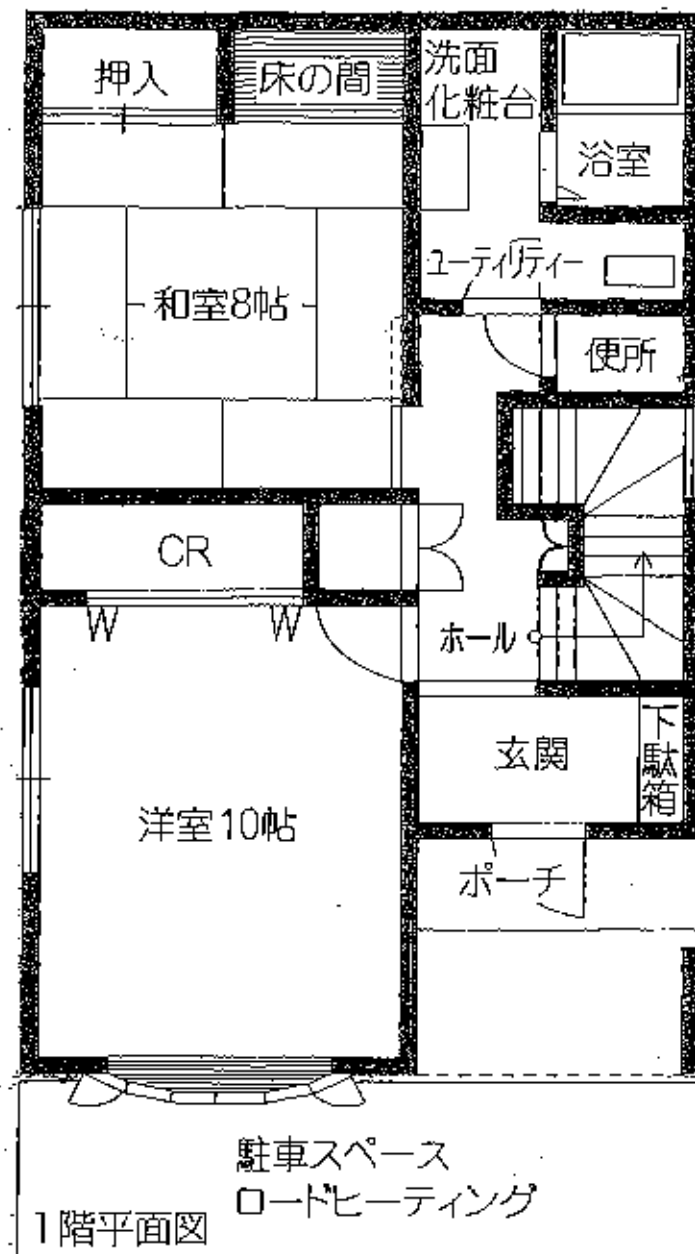 押入
床の間
洗面
化粧台
浴室
ユーティリティー
和室8帖
便所
CR
ホール
玄関
下駄箱
洋室10帖
ポーチ
駐車スペース
ロードヒーティング
1階平面図